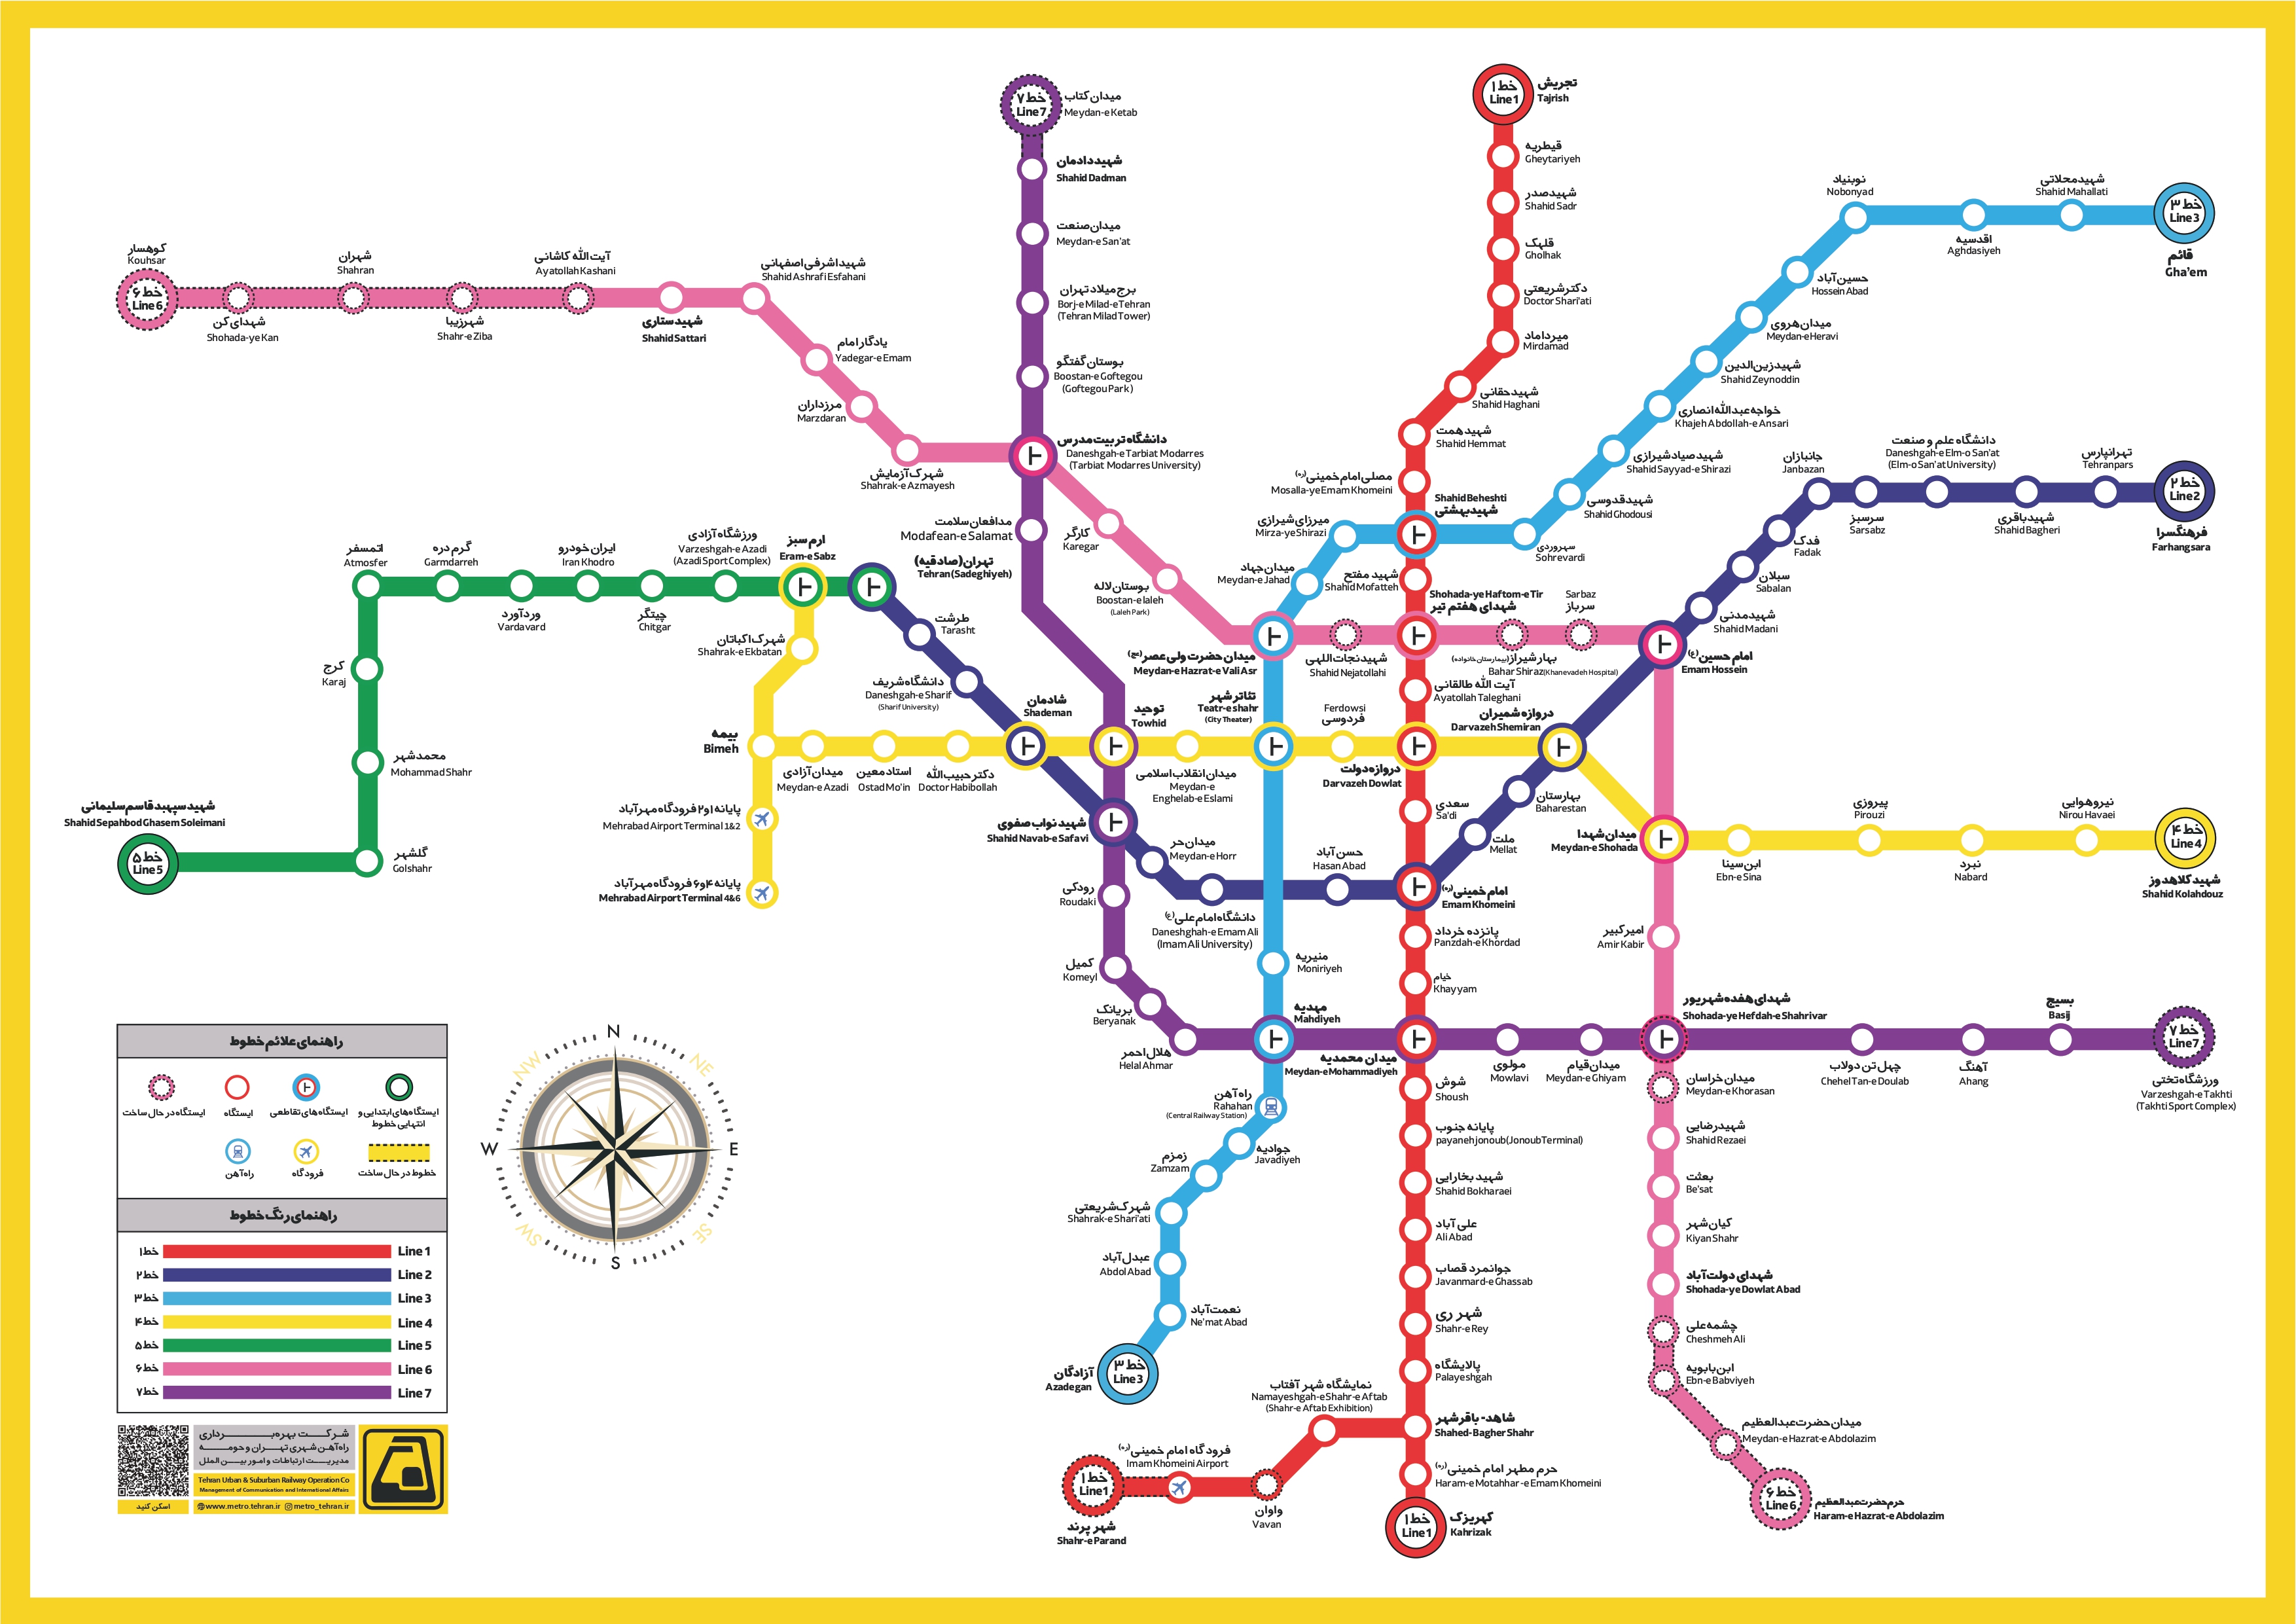 خط ۷
Line 7
میدان کتاب
Meydan-e Ketab
شهید دادمان
Shahid Dadman
میدان صنعت
Meydan-e San'at
برج میلاد تهران
Borj-e Milad-e Tehran
(Tehran Milad Tower)
بوستان گفتگو
Boostan-e Goftegou
(Goftegou Park)
دانشگاه تربیت مدرس
Daneshgah-e Tarbiat Modarres
(Tarbiat Modarres University)
مدافعان سلامت
Modafean-e Salamat
خط ۱
Line 1
تجریش
Tajrish
قیطریه
Gheytariyeh
شهید صدر
Shahid Sadr
قلهک
Gholhak
دکتر شریعتی
Doctor Shari'ati
میرداماد
Mirdamad
شهید حقانی
Shahid Haghani
شهید همت
Shahid Hemmat
مصلی امام خمینی (ره)
Mosalla-ye Emam Khomeini
Shahid Beheshti
شهید بهشتی
شهید مفتح
Shahid Mofatteh
Shohada-ye Haftom-e Tir
شهدای هفتم تیر
آیت الله طالقانی
Ayatollah Taleghani
دروازه دولت
Darvazeh Dowlat
سعدی
Sa'di
امام خمینی (ره)
Emam Khomeini
پانزده خرداد
Panzdah-e Khordad
خیام
Khayyam
میدان محمدیه
Meydan-e Mohammadiyeh
شوش
Shoush
پایانه جنوب
payaneh jonoub (Jonoub Terminal)
شهید بخارایی
Shahid Bokharaei
علی آباد
Ali Abad
جوانمرد قصاب
Javanmard-e Ghassab
شهر ری
Shahr-e Rey
پالایشگاه
Palayeshgah
شاهد - باقرشهر
Shahed-Bagher Shahr
حرم مطهر امام خمینی (ره)
Haram-e Motahhar-e Emam Khomeini
خط ۱
Line 1
کهریزک
Kahrizak
نمایشگاه شهر آفتاب
Namayeshgah-e Shahr-e Aftab
(Shahr-e Aftab Exhibition)
واوان
Vavan
فرودگاه امام خمینی (ره)
Imam Khomeini Airport
خط ۱
Line 1
شهر پرند
Shahr-e Parand
خط ۳
Line 3
قائم
Gha'em
شهید محلاتی
Shahid Mahallati
اقدسیه
Aghdasiyeh
نوبنیاد
Nobonyad
حسین آباد
Hossein Abad
میدان هروی
Meydan-e Heravi
شهید زین الدین
Shahid Zeynoddin
خواجه عبدالله انصاری
Khajeh Abdollah-e Ansari
شهید صیاد شیرازی
Shahid Sayyad-e Shirazi
شهید قدوسی
Shahid Ghodousi
سهروردی
Sohrevardi
میرزای شیرازی
Mirza-ye Shirazi
میدان جهاد
Meydan-e Jahad
میدان حضرت ولی عصر (عج)
Meydan-e Hazrat-e Vali Asr
تئاتر شهر
Teatr-e shahr
(City Theater)
منیریه
Moniriyeh
مهدیه
Mahdiyeh
راه آهن
Rahahan
(Central Railway Station)
جوادیه
Javadiyeh
زمزم
Zamzam
شهرک شریعتی
Shahrak-e Shari'ati
عبدل آباد
Abdol Abad
نعمت آباد
Ne'mat Abad
خط ۳
Line 3
آزادگان
Azadegan
خط ۶
Line 6
کوهسار
Kouhsar
شهدای کن
Shohada-ye Kan
شهران
Shahran
شهر زیبا
Shahr-e Ziba
آیت الله کاشانی
Ayatollah Kashani
شهید ستاری
Shahid Sattari
شهید اشرفی اصفهانی
Shahid Ashrafi Esfahani
یادگار امام
Yadegar-e Emam
مرزداران
Marzdaran
شهرک آزمایش
Shahrak-e Azmayesh
کارگر
Karegar
بوستان لاله
Boostan-e laleh
(Laleh Park)
شهید نجات اللهی
Shahid Nejatollahi
بهار شیراز (بیمارستان خانواده)
Bahar Shiraz (Khanevadeh Hospital)
Sarbaz
سرباز
امام حسین (ع)
Emam Hossein
میدان شهدا
Meydan-e Shohada
امیرکبیر
Amir Kabir
شهدای هفده شهریور
Shohada-ye Hefdah-e Shahrivar
میدان خراسان
Meydan-e Khorasan
شهید رضایی
Shahid Rezaei
بعثت
Be'sat
کیان شهر
Kiyan Shahr
شهدای دولت آباد
Shohada-ye Dowlat Abad
چشمه علی
Cheshmeh Ali
ابن بابویه
Ebn-e Babviyeh
میدان حضرت عبدالعظیم
Meydan-e Hazrat-e Abdolazim
خط ۶
Line 6
حرم حضرت عبدالعظیم
Haram-e Hazrat-e Abdolazim
خط ۲
Line 2
فرهنگسرا
Farhangsara
تهرانپارس
Tehranpars
شهید باقری
Shahid Bagheri
دانشگاه علم و صنعت
Daneshgah-e Elm-o San'at
(Elm-o San'at University)
سرسبز
Sarsabz
جانبازان
Janbazan
فدک
Fadak
سبلان
Sabalan
شهید مدنی
Shahid Madani
دروازه شمیران
Darvazeh Shemiran
بهارستان
Baharestan
ملت
Mellat
حسن آباد
Hasan Abad
دانشگاه امام علی (ع)
Daneshghah-e Emam Ali
(Imam Ali University)
میدان حر
Meydan-e Horr
شهید نواب صفوی
Shahid Navab-e Safavi
شادمان
Shademan
دانشگاه شریف
Daneshgah-e Sharif
(Sharif University)
طرشت
Tarasht
تهران (صادقیه)
Tehran (Sadeghiyeh)
ارم سبز
Eram-e Sabz
ورزشگاه آزادی
Varzeshgah-e Azadi
(Azadi Sport Complex)
چیتگر
Chitgar
ایران خودرو
Iran Khodro
وردآورد
Vardavard
گرم دره
Garmdarreh
اتمسفر
Atmosfer
کرج
Karaj
محمدشهر
Mohammad Shahr
گلشهر
Golshahr
شهید سپهبد قاسم سلیمانی
Shahid Sepahbod Ghasem Soleimani
خط ۵
Line 5
شهرک اکباتان
Shahrak-e Ekbatan
بیمه
Bimeh
پایانه ۱و۲ فرودگاه مهرآباد
Mehrabad Airport Terminal 1&2
پایانه ۴و۶ فرودگاه مهرآباد
Mehrabad Airport Terminal 4&6
میدان آزادی
Meydan-e Azadi
استاد معین
Ostad Mo'in
دکتر حبیب الله
Doctor Habibollah
توحید
Towhid
میدان انقلاب اسلامی
Meydan-e
Enghelab-e Eslami
Ferdowsi
فردوسی
ابن سینا
Ebn-e Sina
پیروزی
Pirouzi
نبرد
Nabard
نیرو هوایی
Nirou Havaei
خط ۴
Line 4
شهید کلاهدوز
Shahid Kolahdouz
رودکی
Roudaki
کمیل
Komeyl
بریانک
Beryanak
هلال احمر
Helal Ahmar
مولوی
Mowlavi
میدان قیام
Meydan-e Ghiyam
چهل تن دولاب
Chehel Tan-e Doulab
آهنگ
Ahang
بسیج
Basij
خط ۷
Line 7
ورزشگاه تختی
Varzeshgah-e Takhti
(Takhti Sport Complex)
راهنمای علائم خطوط
ایستگاه های ابتدایی و
انتهایی خطوط
ایستگاه های تقاطعی
ایستگاه
ایستگاه در حال ساخت
خطوط در حال ساخت
فرودگاه
راه آهن
راهنمای رنگ خطوط
خط ۱ Line 1
خط ۲ Line 2
خط ۳ Line 3
خط ۴ Line 4
خط ۵ Line 5
خط ۶ Line 6
خط ۷ Line 7
N
NE
E
SE
S
SW
W
NW
شرکت بهره برداری
راه آهن شهری تهران و حومه
مدیریت ارتباطات و امور بین الملل
Tehran Urban & Suburban Railway Operation Co
Management of Communication and International Affairs
اسکن کنید
www.metro.tehran.ir metro_tehran.ir